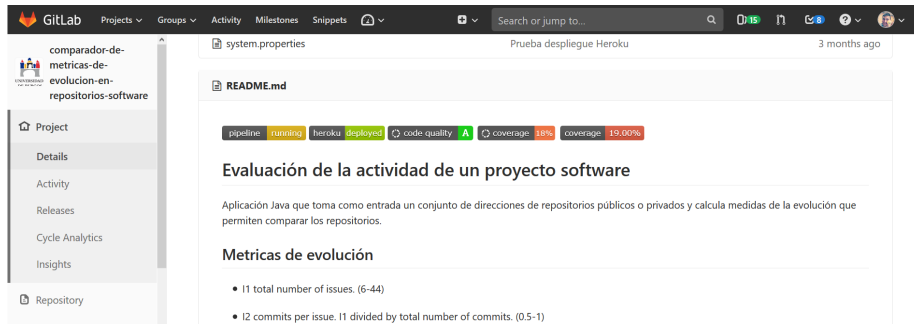 GitLab Projects Groups Activity Milestones Snippets Search or jump to... 15 8
system.properties Prueba despliegue Heroku 3 months ago
comparador-de-
metricas-de-
evolucion-en-
repositorios-software
README.md
Project
Details
Activity
Releases
Cycle Analytics
Insights
Repository
pipeline running heroku deployed code quality A coverage 18% coverage 19.00%
Evaluación de la actividad de un proyecto software
Aplicación Java que toma como entrada un conjunto de direcciones de repositorios públicos o privados y calcula medidas de la evolución que
permiten comparar los repositorios.
Metricas de evolución
I1 total number of issues. (6-44)
I2 commits per issue. I1 divided by total number of commits. (0.5-1)